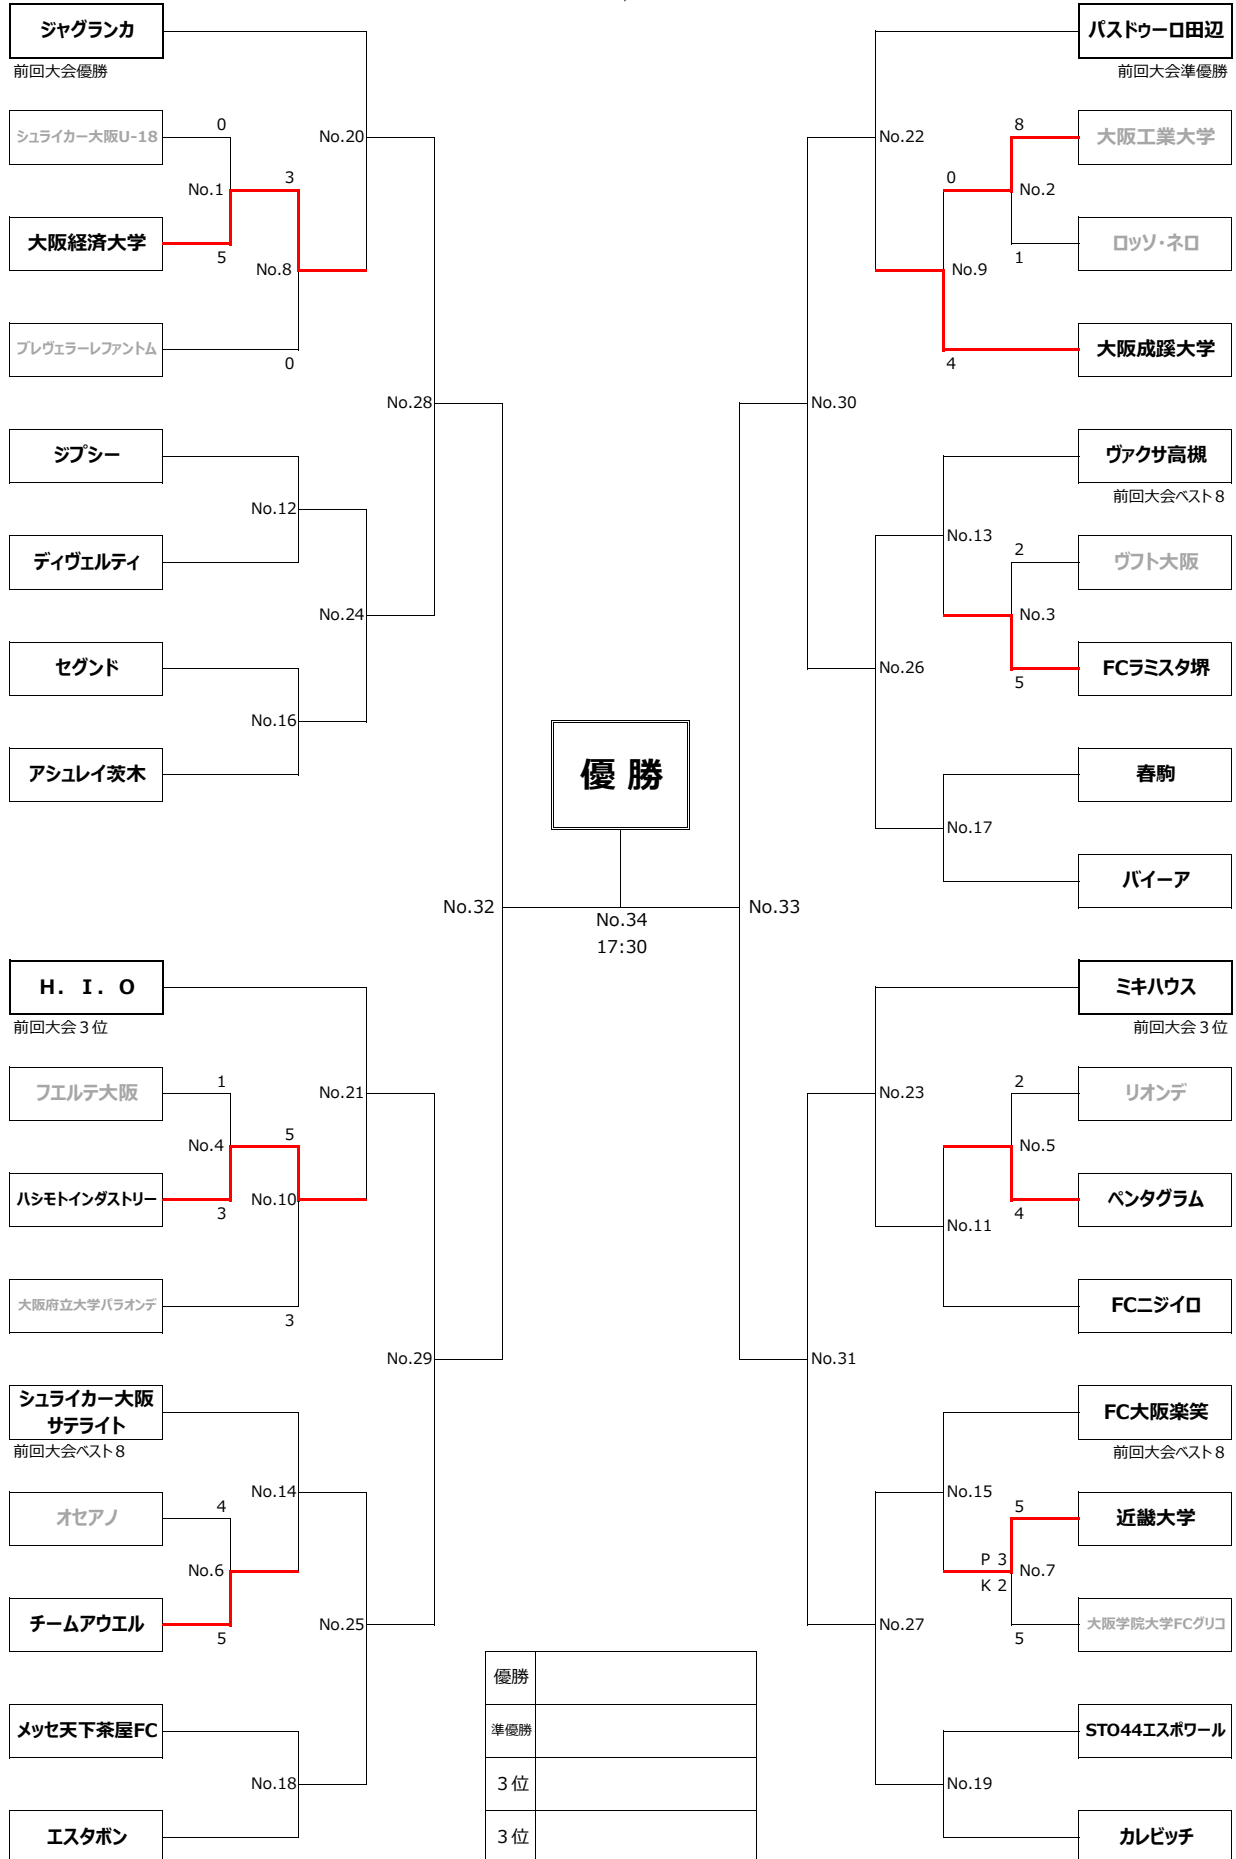 ジャグランカ
前回大会優勝
シュライカー大阪U-18
0
No.1
大阪経済大学
5
3
No.8
ブレヴェラーレファントム
0
No.20
ジプシー
No.12
ディヴェルティ
No.24
セグンド
No.16
アシュレイ茨木
No.28
H. I. O
前回大会3位
フエルテ大阪
1
No.4
ハシモトインダストリー
3
5
No.10
大阪府立大学パラオンデ
3
No.21
No.29
シュライカー大阪
サテライト
前回大会ベスト8
No.14
オセアノ
4
No.6
チームアウエル
5
No.25
メッセ天下茶屋FC
No.18
エスタボン
No.32
優 勝
No.34
17:30
No.33
パスドゥーロ田辺
前回大会準優勝
No.22
8
大阪工業大学
0
No.2
ロッソ・ネロ
1
No.9
大阪成蹊大学
4
No.30
ヴァクサ高槻
前回大会ベスト8
No.13
2
ヴフト大阪
No.3
FCラミスタ堺
5
No.26
春駒
No.17
バイーア
ミキハウス
前回大会3位
No.23
2
リオンデ
No.5
ペンタグラム
4
No.11
FCニジイロ
No.31
FC大阪楽笑
前回大会ベスト8
No.15
5
近畿大学
P 3
K 2
No.7
大阪学院大学FCグリコ
5
No.27
STO44エスポワール
No.19
カレビッチ
優勝
準優勝
3位
3位